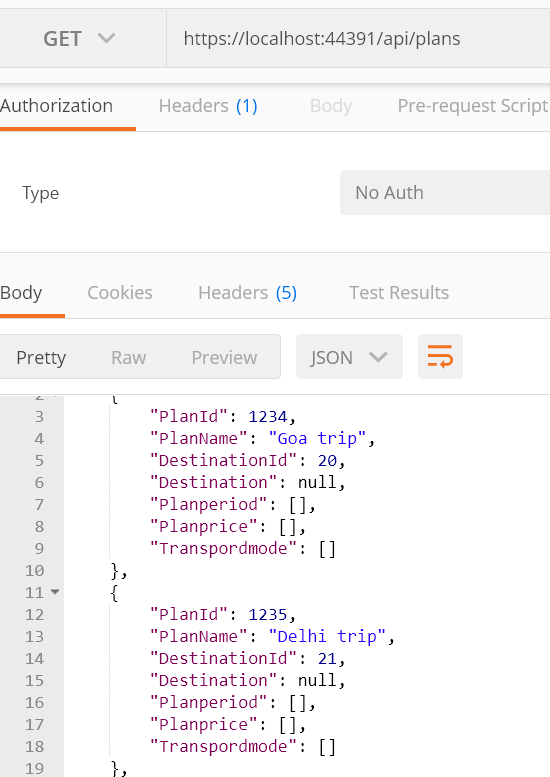 GET https://localhost:44391/api/plans
Authorization Headers (1) Body Pre-request Script
Type No Auth
Body Cookies Headers (5) Test Results
Pretty Raw Preview JSON
2 {
3 "PlanId": 1234,
4 "PlanName": "Goa trip",
5 "DestinationId": 20,
6 "Destination": null,
7 "Planperiod": [],
8 "Planprice": [],
9 "Transpordmode": []
10 },
11 {
12 "PlanId": 1235,
13 "PlanName": "Delhi trip",
14 "DestinationId": 21,
15 "Destination": null,
16 "Planperiod": [],
17 "Planprice": [],
18 "Transpordmode": []
19 },